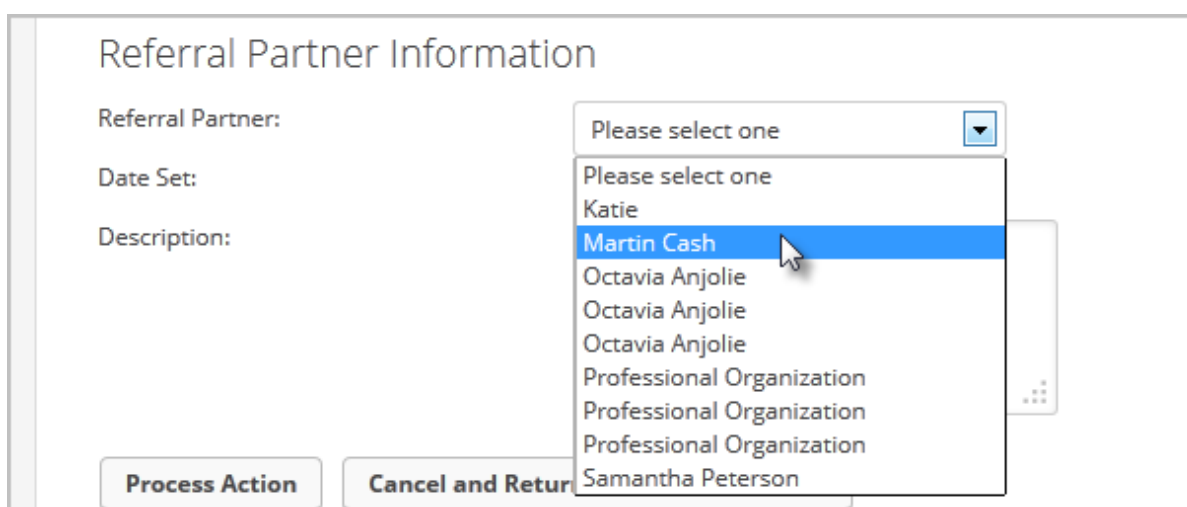 Referral Partner Information
Referral Partner:
Please select one
Date Set:
Description:
Please select one
Katie
Martin Cash
Octavia Anjolie
Octavia Anjolie
Octavia Anjolie
Professional Organization
Professional Organization
Professional Organization
Samantha Peterson
Process Action
Cancel and